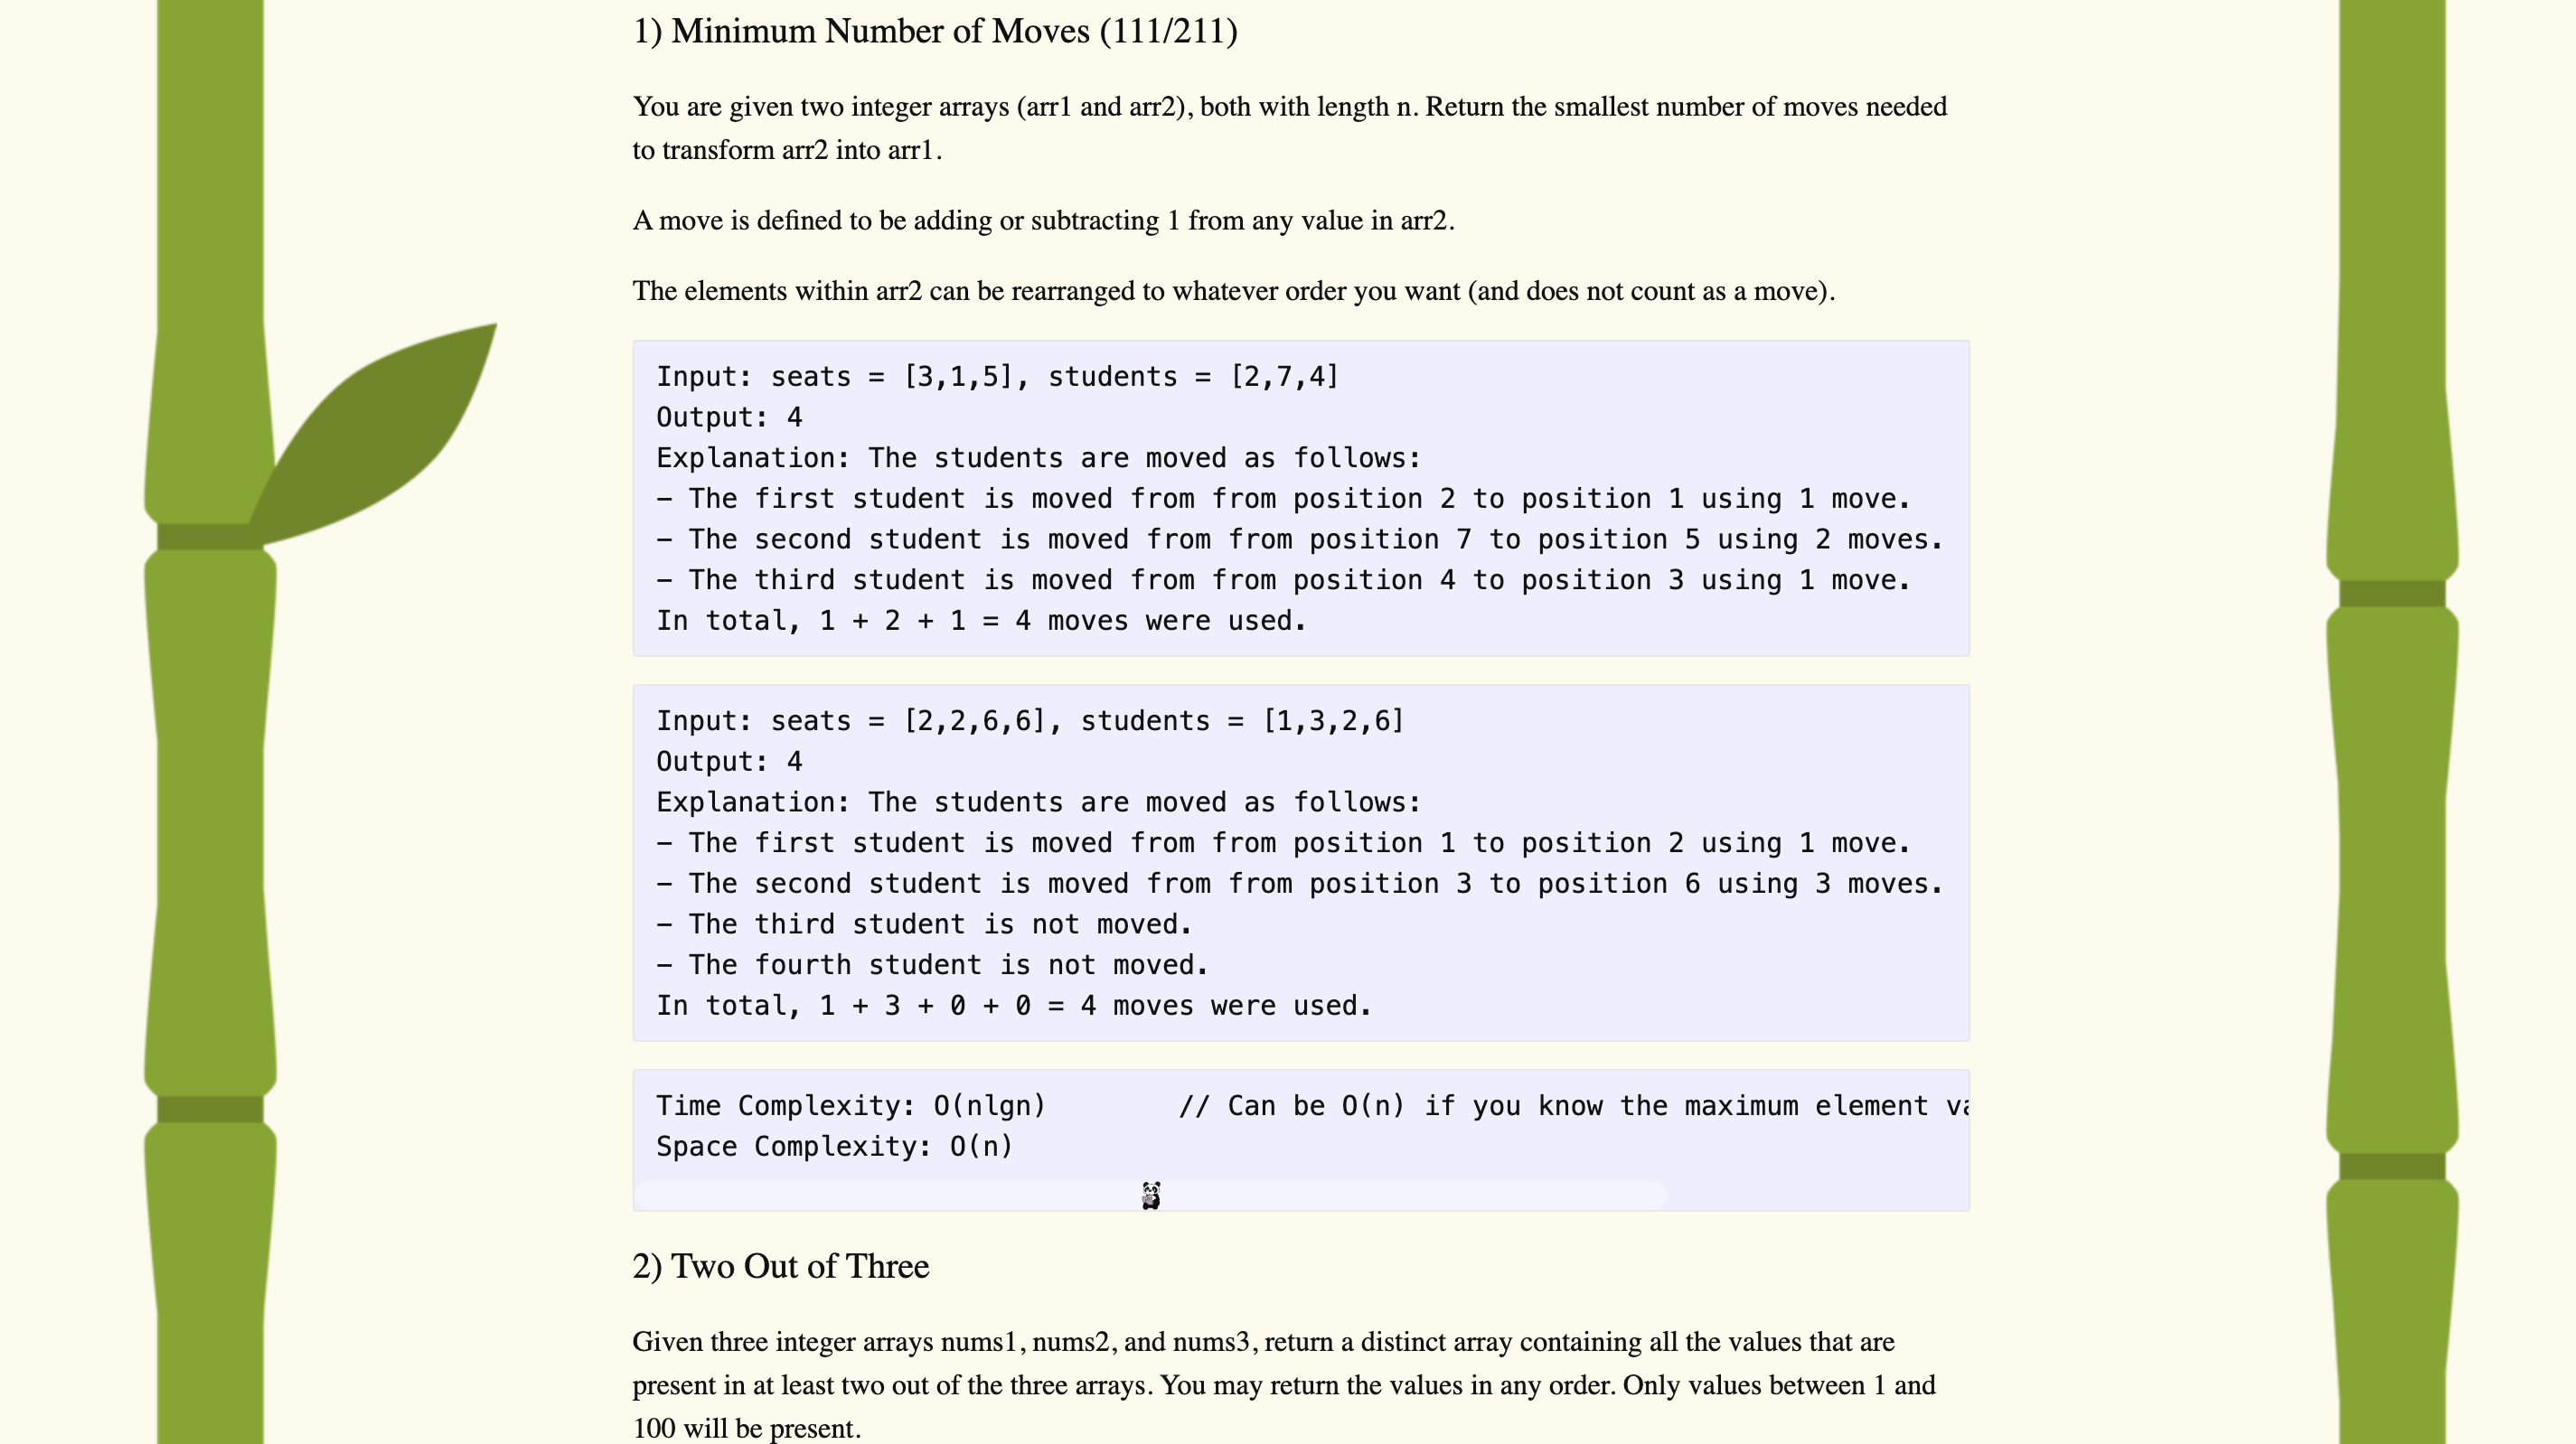 1) Minimum Number of Moves (111/211)
You are given two integer arrays (arr1 and arr2), both with length n. Return the smallest number of moves needed
to transform arr2 into arr1.
A move is defined to be adding or subtracting 1 from any value in arr2.
The elements within arr2 can be rearranged to whatever order you want (and does not count as a move).
Input: seats = [3,1,5], students = [2,7,4]
Output: 4
Explanation: The students are moved as follows:
- The first student is moved from from position 2 to position 1 using 1 move.
- The second student is moved from from position 7 to position 5 using 2 moves.
- The third student is moved from from position 4 to position 3 using 1 move.
In total, 1 + 2 + 1 = 4 moves were used.
Input: seats = [2,2,6,6], students = [1,3,2,6]
Output: 4
Explanation: The students are moved as follows:
- The first student is moved from from position 1 to position 2 using 1 move.
- The second student is moved from from position 3 to position 6 using 3 moves.
- The third student is not moved.
- The fourth student is not moved.
In total, 1 + 3 + 0 + 0 = 4 moves were used.
Time Complexity: O(nlgn) // Can be O(n) if you know the maximum element
Space Complexity: O(n)
2) Two Out of Three
Given three integer arrays nums1, nums2, and nums3, return a distinct array containing all the values that are
present in at least two out of the three arrays. You may return the values in any order. Only values between 1 and
100 will be present.